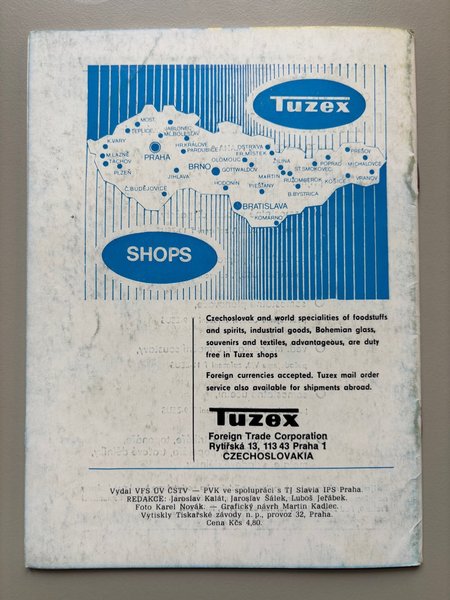 Tuzex
MOST
TEPLICE
JABLONEC
ML.BOLESLAV
K.VARY
HR.KRÁLOVÉ
PARDUBICE
PRAHA
M.LÁZNĚ
TACHOV
PLZEŇ
JIHLAVA
Č.BUDĚJOVICE
OSTRAVA
FR.MÍSTEK
OLOMOUC
GOTTWALDOV
BRNO
HODONÍN
ŽILINA
MARTIN
PIEŠŤANY
BRATISLAVA
KOMÁRNO
ST.SMOKOVEC
RUŽOMBEROK
B.BYSTRICA
POPRAD
KOŠICE
PREŠOV
MICHALOVCE
VRANOV
SHOPS
Czechoslovak and world specialities of foodstuffs
and spirits, industrial goods, Bohemian glass,
souvenirs and textiles, advantageous, are duty
free in Tuzex shops
Foreign currencies accepted. Tuzex mail order
service also available for shipments abroad.
Tuzex
Foreign Trade Corporation
Rytířská 13, 113 43 Praha 1
CZECHOSLOVAKIA
Vydal VFS ÚV ČSTV — PVK ve spolupráci s TJ Slavia IPS Praha.
REDAKCE: Jaroslav Kalát, Jaroslav Šálek, Luboš Jeřábek.
Foto Karel Novák. — Grafický návrh Martin Kadlec.
Vytiskly Tiskařské závody n. p., provoz 32, Praha.
Cena Kčs 4,80.